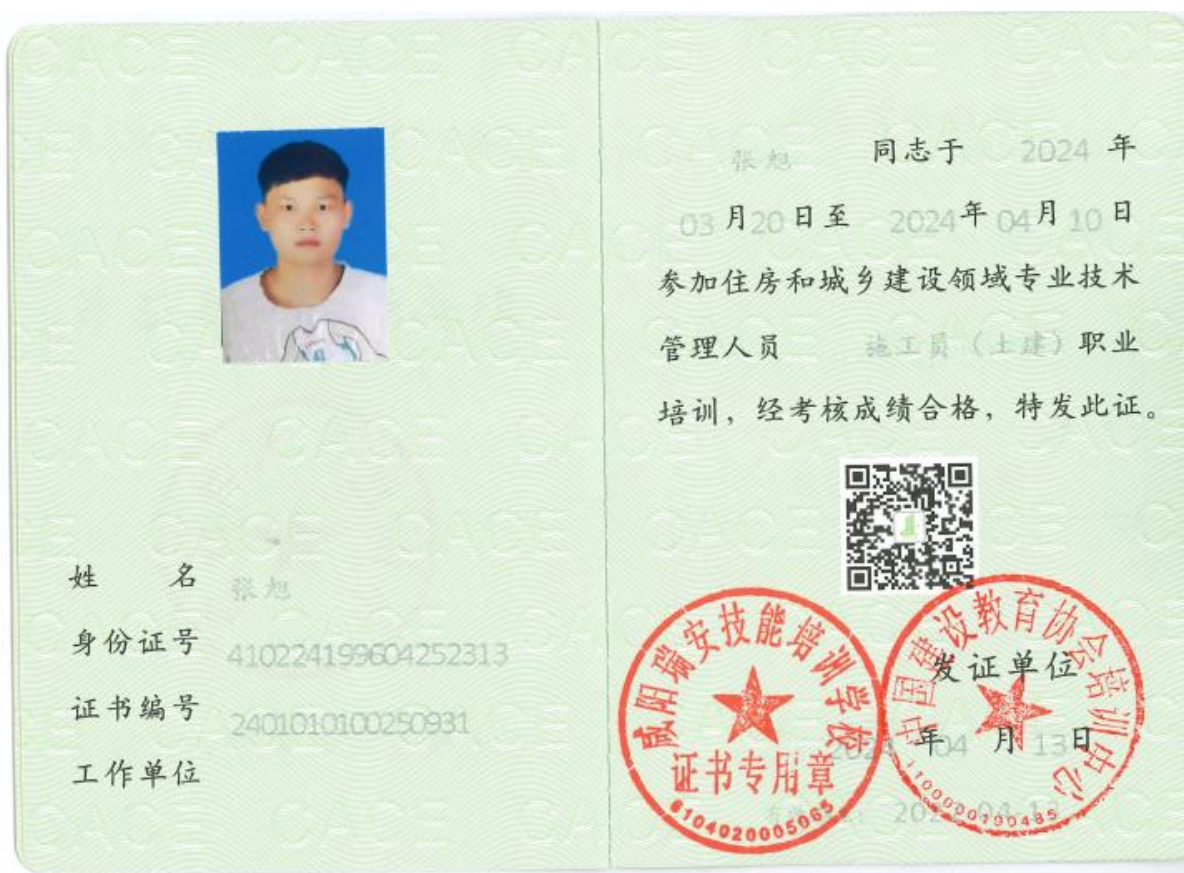 姓 名 张旭
身份证号 410224199604252313
证书编号 2401010100250931
工作单位
张旭 同志于 2024 年
03 月 20 日至 2024 年 04 月 10 日
参加住房和城乡建设领域专业技术
管理人员 施工员（土建）职业
培训，经考核成绩合格，特发此证。
咸阳瑞安技能培训学校
证书专用章
6104020005065
中国建设教育协会培训中心
发证单位
年 04 月 13 日